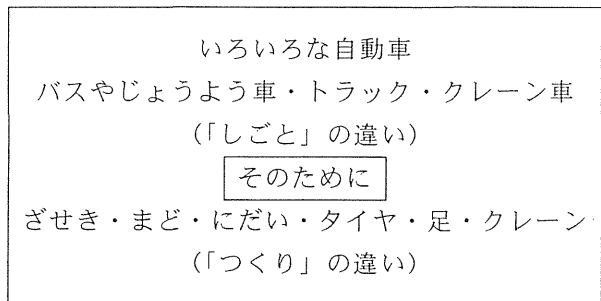 いろいろな自動車
バスやじょうよう車・トラック・クレーン車
(「しごと」の違い)
そのために
ざせき・まど・にだい・タイヤ・足・クレーン
(「つくり」の違い)